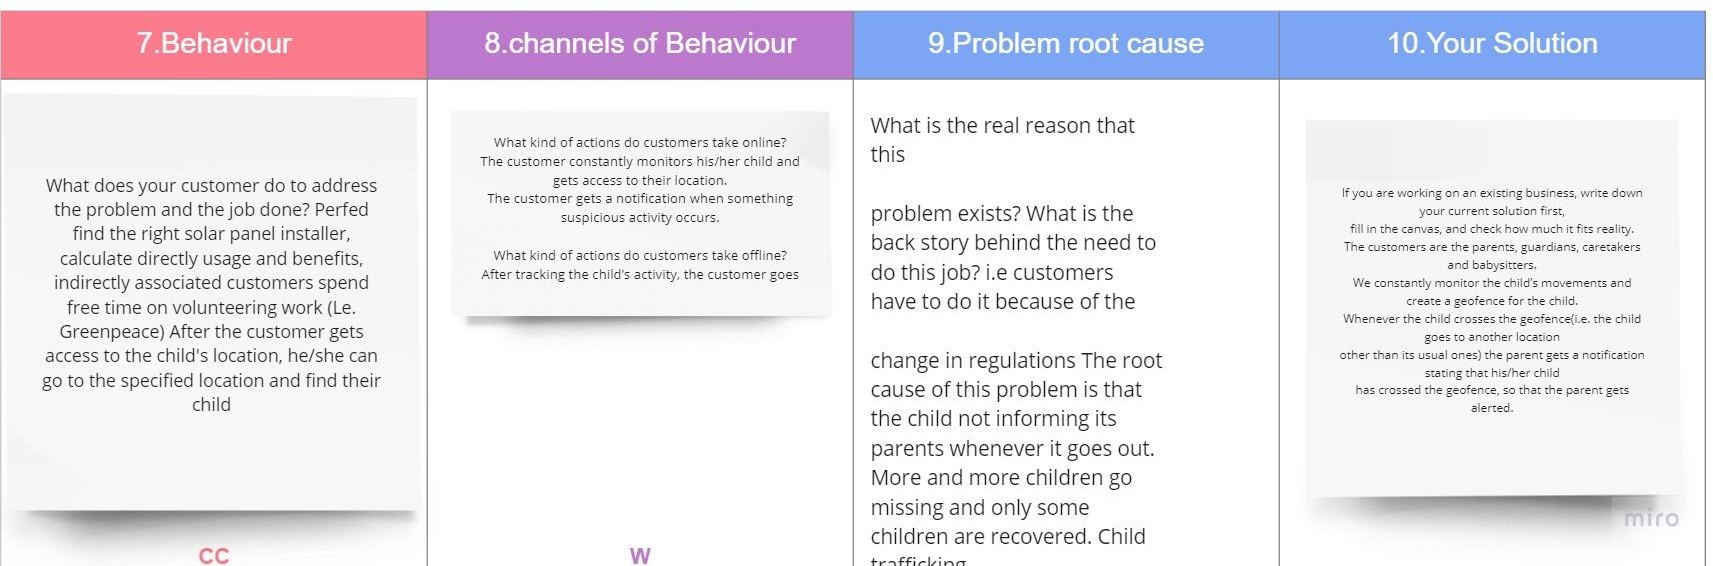 7.Behaviour
What does your customer do to address
the problem and the job done? Perfed
find the right solar panel installer,
calculate directly usage and benefits,
indirectly associated customers spend
free time on volunteering work (Le.
Greenpeace) After the customer gets
access to the child's location, he/she can
go to the specified location and find their
child
CC
8.channels of Behaviour
What kind of actions do customers take online?
The customer constantly monitors his/her child and
gets access to their location.
The customer gets a notification when something
suspicious activity occurs.
What kind of actions do customers take offline?
After tracking the child's activity, the customer goes
W
9.Problem root cause
What is the real reason that
this
problem exists? What is the
back story behind the need to
do this job? i.e customers
have to do it because of the
change in regulations The root
cause of this problem is that
the child not informing its
parents whenever it goes out.
More and more children go
missing and only some
children are recovered. Child
trafficking
10.Your Solution
If you are working on an existing business, write down
your current solution first,
fill in the canvas, and check how much it fits reality.
The customers are the parents, guardians, caretakers
and babysitters.
We constantly monitor the child's movements and
create a geofence for the child.
Whenever the child crosses the geofence(i.e. the child
goes to another location
other than its usual ones) the parent gets a notification
stating that his/her child
has crossed the geofence, so that the parent gets
alerted.
miro